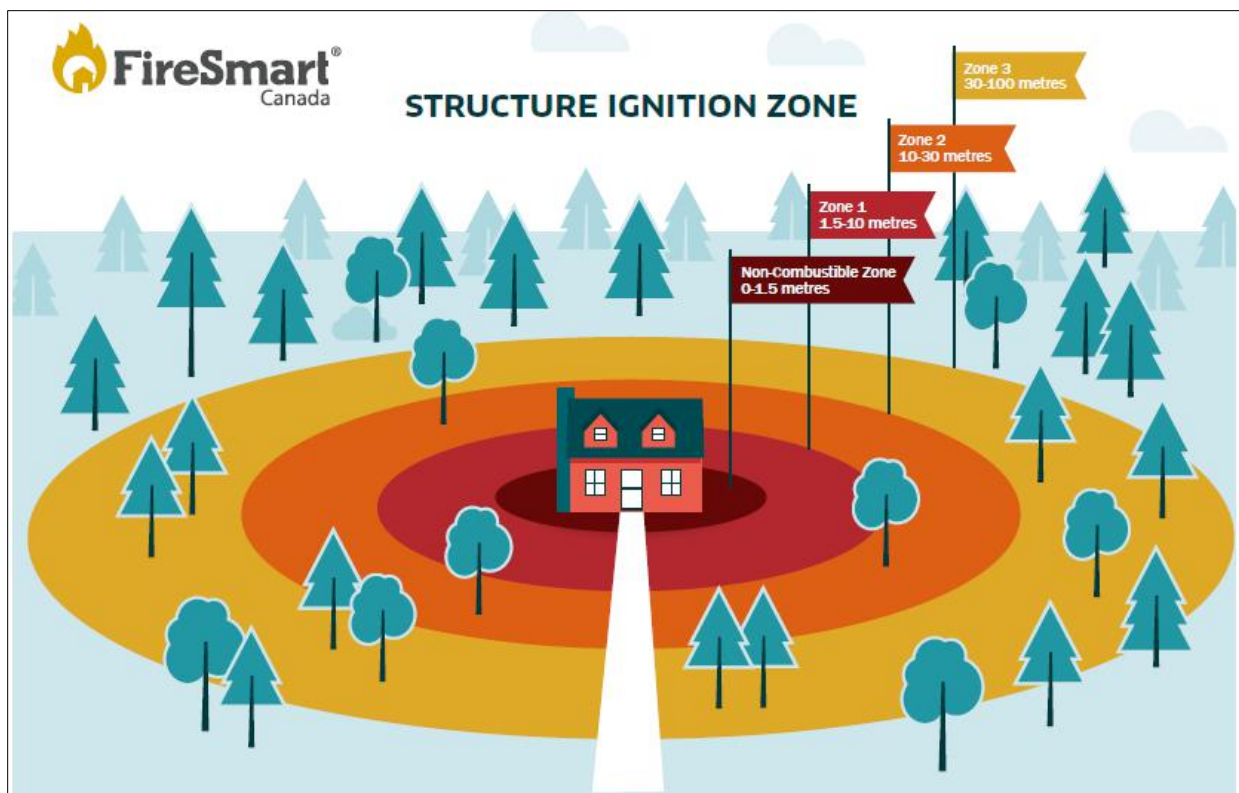 FireSmart®
Canada
STRUCTURE IGNITION ZONE
Zone 3
30-100 metres
Zone 2
10-30 metres
Zone 1
1.5-10 metres
Non-Combustible Zone
0-1.5 metres